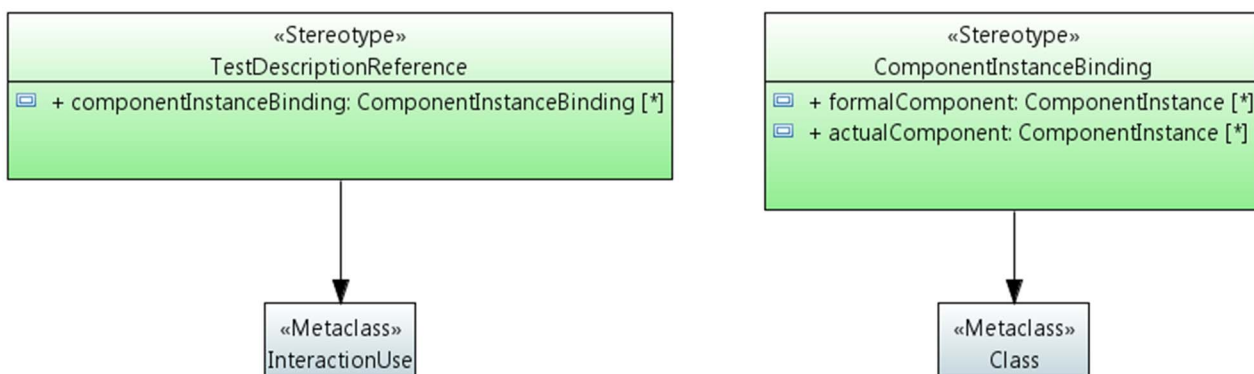 «Stereotype»
TestDescriptionReference
+ componentInstanceBinding: ComponentInstanceBinding [*]
«Metaclass»
InteractionUse
«Stereotype»
ComponentInstanceBinding
+ formalComponent: ComponentInstance [*]
+ actualComponent: ComponentInstance [*]
«Metaclass»
Class